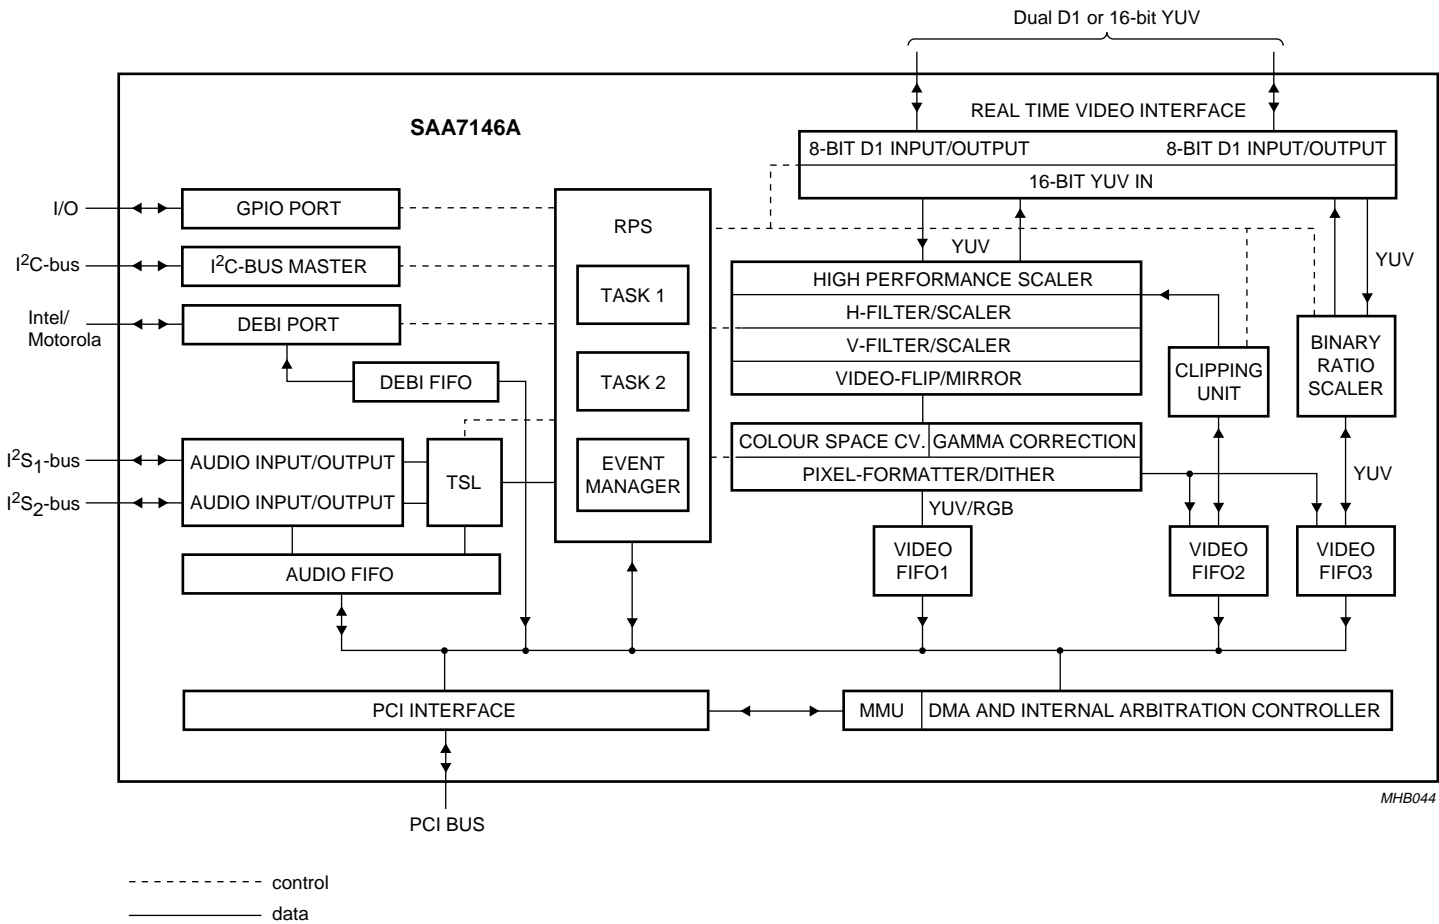 Dual D1 or 16-bit YUV
SAA7146A
REAL TIME VIDEO INTERFACE
8-BIT D1 INPUT/OUTPUT
8-BIT D1 INPUT/OUTPUT
16-BIT YUV IN
I/O
GPIO PORT
I2C-bus
I2C-BUS MASTER
Intel/
Motorola
DEBI PORT
DEBI FIFO
I2S1-bus
AUDIO INPUT/OUTPUT
I2S2-bus
AUDIO INPUT/OUTPUT
TSL
AUDIO FIFO
RPS
TASK 1
TASK 2
EVENT
MANAGER
YUV
HIGH PERFORMANCE SCALER
H-FILTER/SCALER
V-FILTER/SCALER
VIDEO-FLIP/MIRROR
COLOUR SPACE CV.
GAMMA CORRECTION
PIXEL-FORMATTER/DITHER
YUV/RGB
YUV
CLIPPING
UNIT
BINARY
RATIO
SCALER
YUV
VIDEO
FIFO1
VIDEO
FIFO2
VIDEO
FIFO3
PCI INTERFACE
MMU
DMA AND INTERNAL ARBITRATION CONTROLLER
MHB044
PCI BUS
control
data